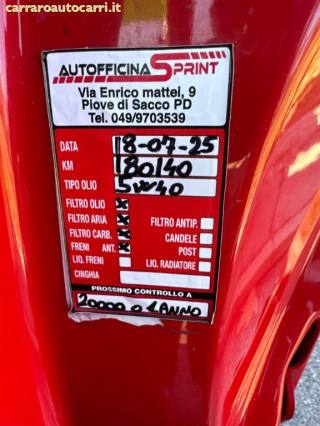 carraroautocarri.it
AUTOFFICINA SPRINT
Via Enrico mattei, 9
Piove di Sacco PD
Tel. 049/9703539
DATA 18-07-25
KM 180140
TIPO OLIO 5W40
FILTRO OLIO X
FILTRO ARIA X FILTRO ANTIP.
FILTRO CARB. X CANDELE
FRENI ANT. X POST
LIQ. FRENI LIQ. RADIATORE
CINGHIA
PROSSIMO CONTROLLO A
20000 O 1 ANNO